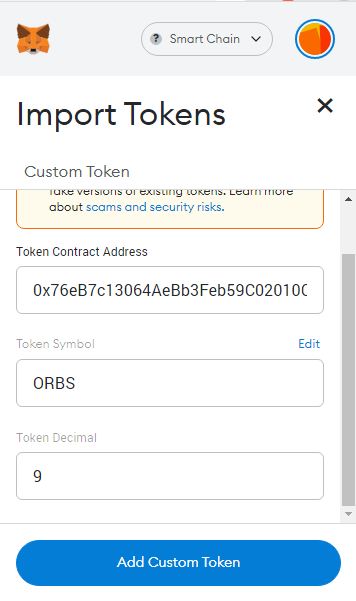 Smart Chain
Import Tokens
Custom Token
fake versions of existing tokens. Learn more
about scams and security risks.
Token Contract Address
0x76eB7c13064AeBb3Feb59C02010
Token Symbol
Edit
ORBS
Token Decimal
9
Add Custom Token